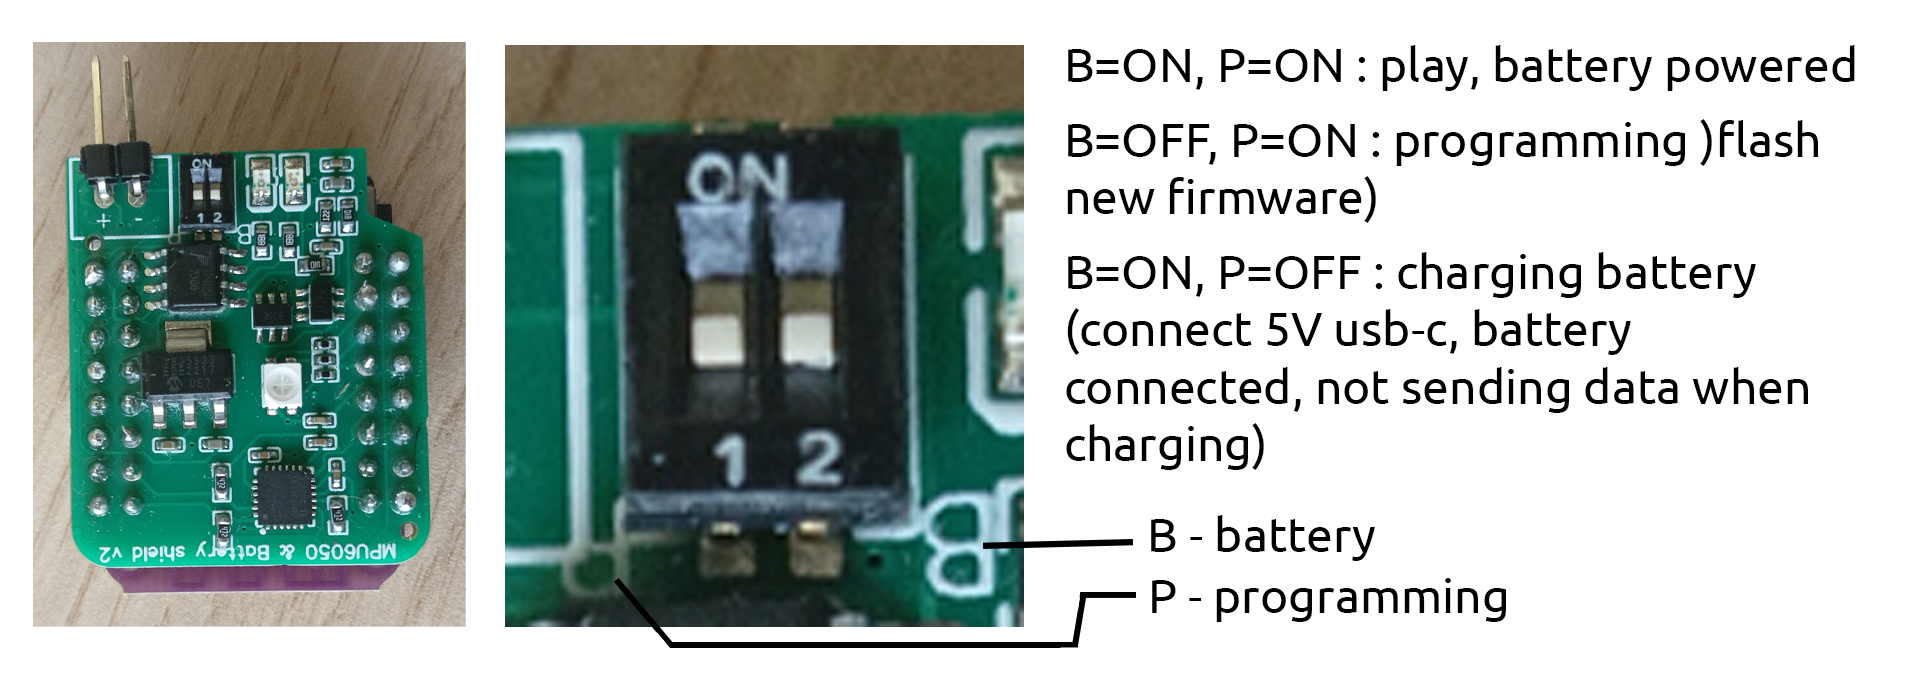 ON
1 2
+ -
MPU6050 & Battery shield v2
ON
1 2
B
B=ON, P=ON : play, battery powered
B=OFF, P=ON : programming )flash
new firmware)
B=ON, P=OFF : charging battery
(connect 5V usb-c, battery
connected, not sending data when
charging)
B - battery
P - programming